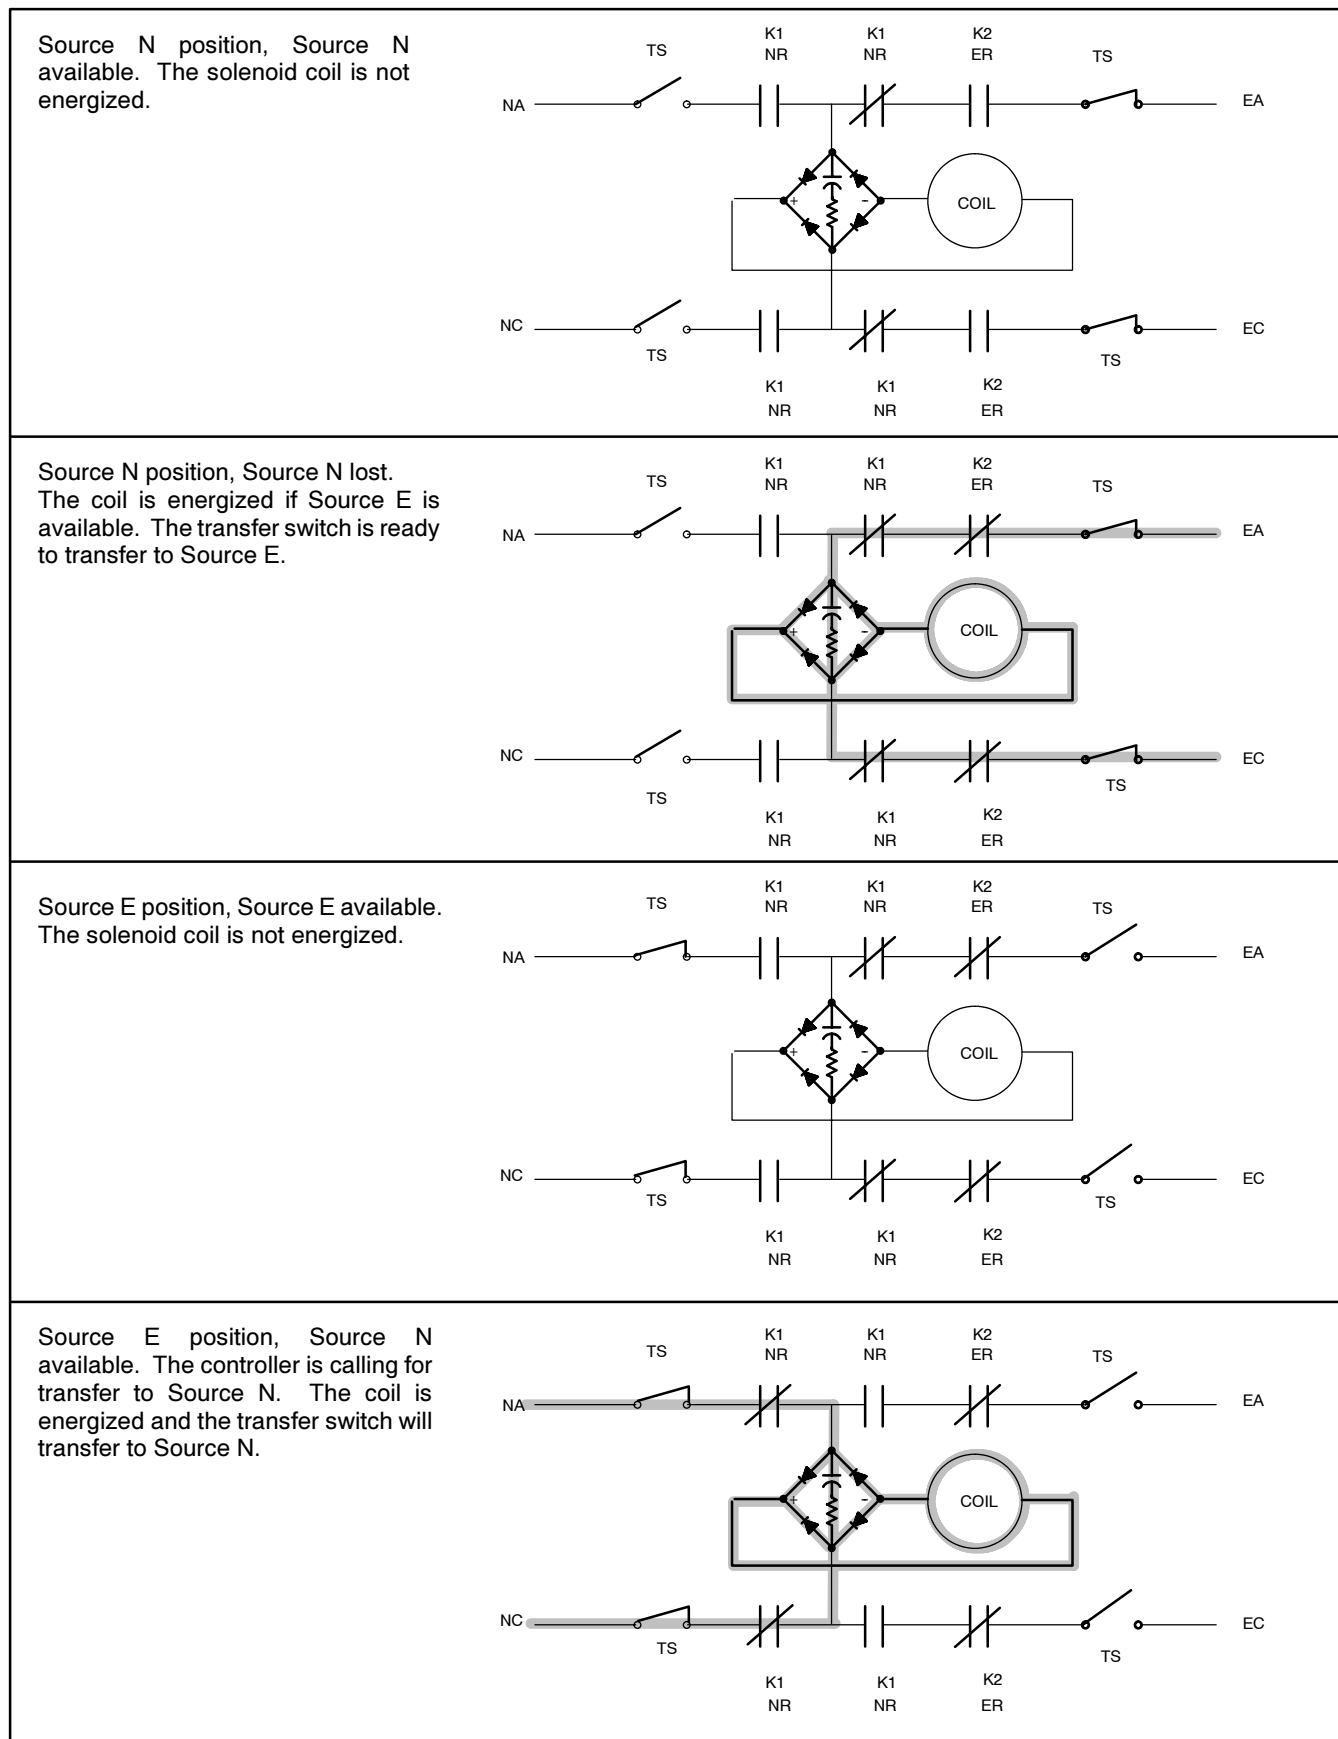 Source N position, Source N
available. The solenoid coil is not
energized.
K1 K1 K2
TS NR NR ER TS
NA EA
+ - COIL
NC EC
TS TS
K1 K1 K2
NR NR ER
Source N position, Source N lost.
The coil is energized if Source E is
available. The transfer switch is ready
to transfer to Source E.
K1 K1 K2
TS NR NR ER TS
NA EA
+ - COIL
NC EC
TS TS
K1 K1 K2
NR NR ER
Source E position, Source E available.
The solenoid coil is not energized.
K1 K1 K2
TS NR NR ER TS
NA EA
+ - COIL
NC EC
TS TS
K1 K1 K2
NR NR ER
Source E position, Source N
available. The controller is calling for
transfer to Source N. The coil is
energized and the transfer switch will
transfer to Source N.
K1 K1 K2
TS NR NR ER TS
NA EA
+ - COIL
NC EC
TS TS
K1 K1 K2
NR NR ER